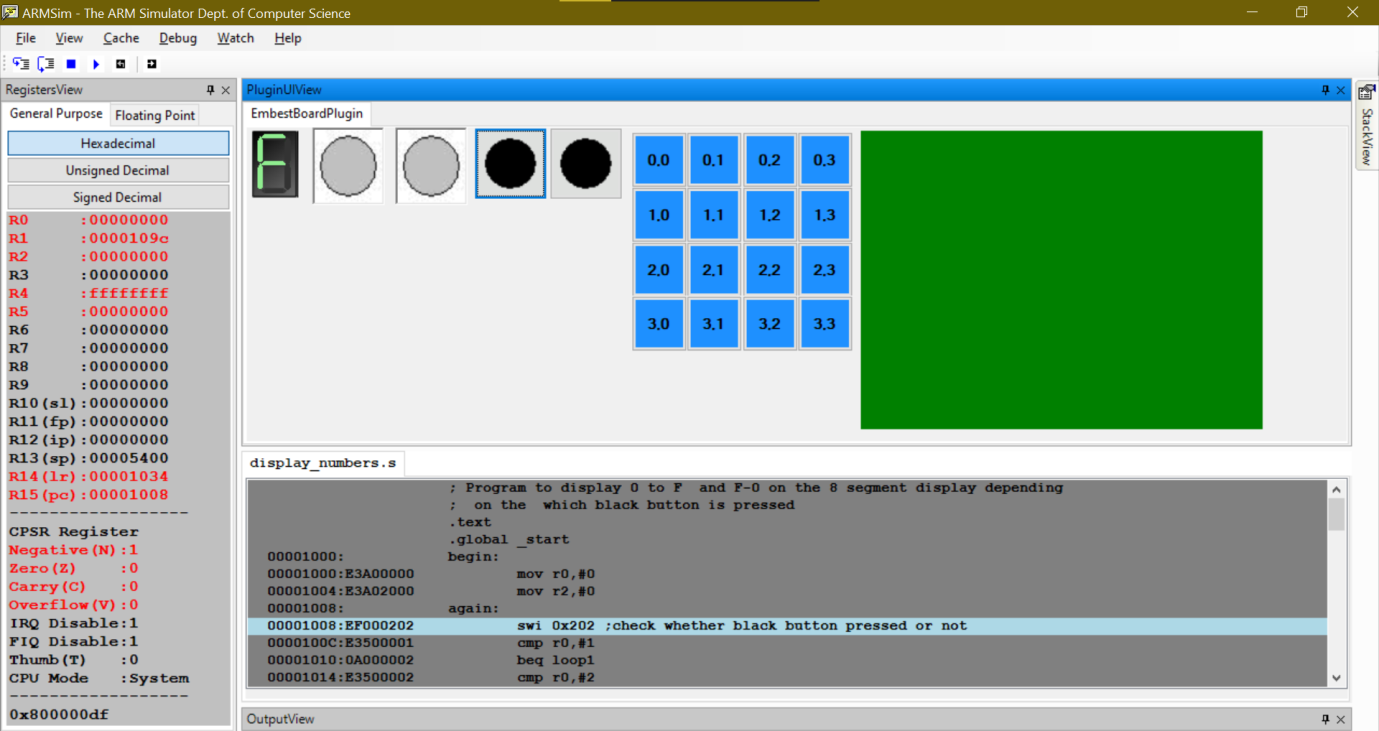 ARMSim - The ARM Simulator Dept. of Computer Science
File View Cache Debug Watch Help
RegistersView
General Purpose Floating Point
Hexadecimal
Unsigned Decimal
Signed Decimal
R0 :00000000
R1 :0000109c
R2 :00000000
R3 :00000000
R4 :ffffffff
R5 :00000000
R6 :00000000
R7 :00000000
R8 :00000000
R9 :00000000
R10(sl):00000000
R11(fp):00000000
R12(ip):00000000
R13(sp):00005400
R14(lr):00001034
R15(pc):00001008
------------------
CPSR Register
Negative(N):1
Zero(Z) :0
Carry(C) :0
Overflow(V):0
IRQ Disable:1
FIQ Disable:1
Thumb(T) :0
CPU Mode :System
------------------
0x800000df
PluginUIView
EmbestBoardPlugin
F
0,0 0,1 0,2 0,3
1,0 1,1 1,2 1,3
2,0 2,1 2,2 2,3
3,0 3,1 3,2 3,3
StackView
display_numbers.s
; Program to display 0 to F and F-0 on the 8 segment display depending
; on the which black button is pressed
.text
.global _start
00001000: begin:
00001000:E3A00000 mov r0,#0
00001004:E3A02000 mov r2,#0
00001008: again:
00001008:EF000202 swi 0x202 ;check whether black button pressed or not
0000100C:E3500001 cmp r0,#1
00001010:0A000002 beq loop1
00001014:E3500002 cmp r0,#2
OutputView